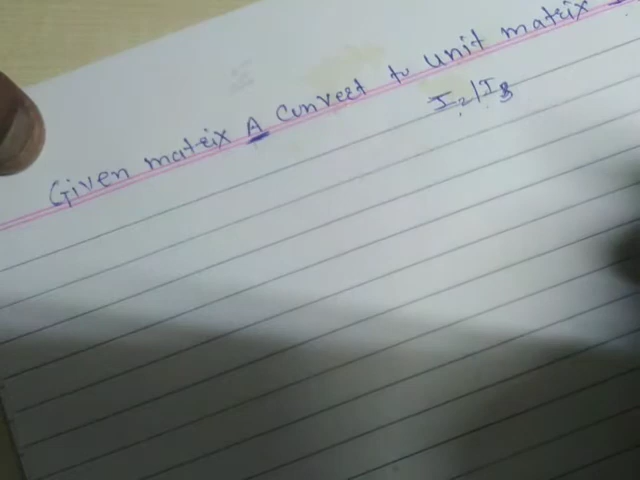 Given matrix A Convert to Unit matrix I
I2/I3